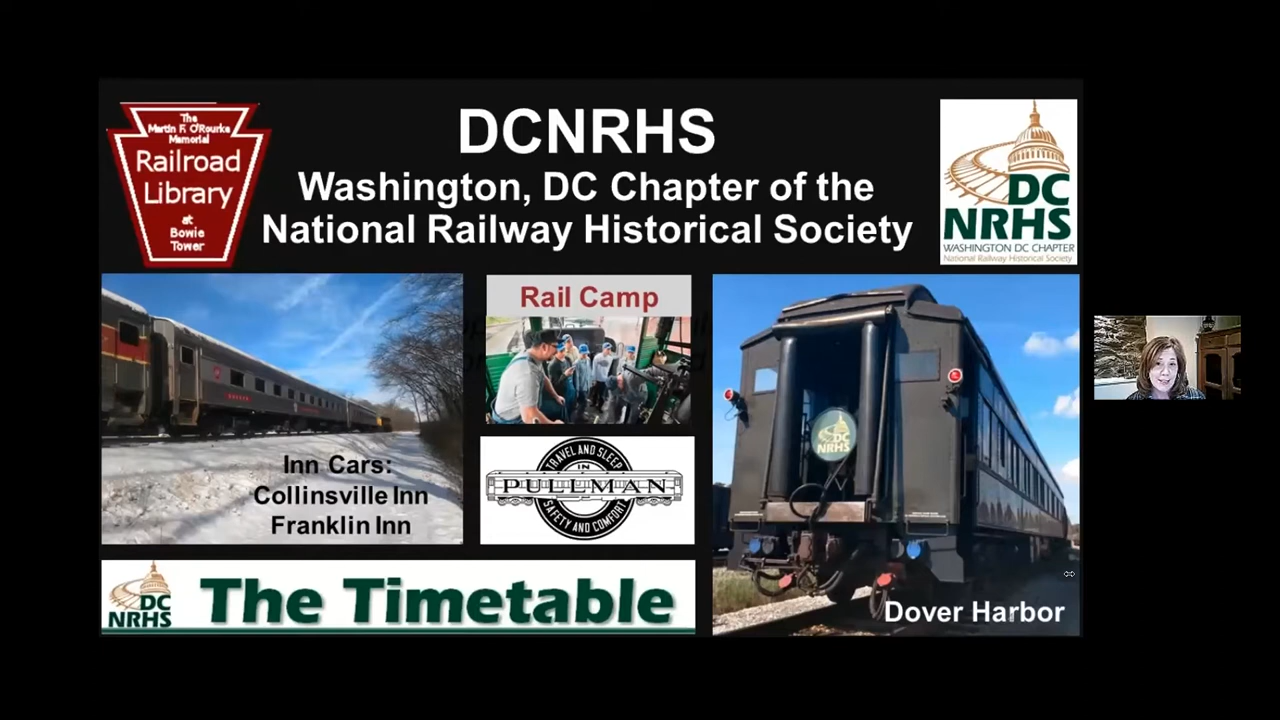 The
Martin F. O'Rourke
Memorial
Railroad
Library
at
Bowie
Tower
DCNRHS
Washington, DC Chapter of the
National Railway Historical Society
DC
NRHS
WASHINGTON DC CHAPTER
National Railway Historical Society
Inn Cars:
Collinsville Inn
Franklin Inn
Rail Camp
TRAVEL AND SLEEP
IN
PULLMAN
SAFETY AND COMFORT
DC
NRHS
Dover Harbor
DC
NRHS
The Timetable